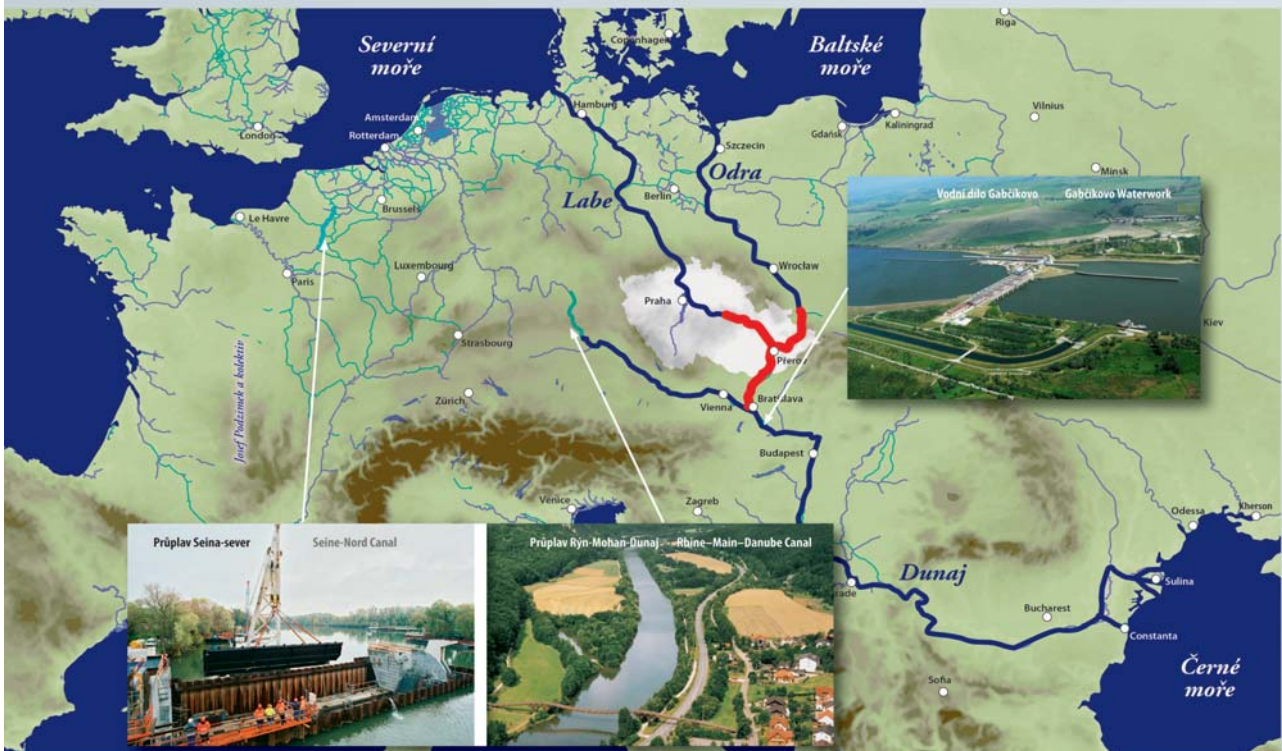 Severní
moře
Copenhagen
Baltské
moře
Riga
Vilnius
Hamburg
Amsterdam
Rotterdam
London
Gdańsk
Kaliningrad
Szczecin
Odra
Minsk
Labe
Berlin
Vodní dílo Gabčíkovo
Gabčíkovo Waterwork
Le Havre
Brussels
Luxembourg
Wrocław
Paris
Praha
Kiev
Strasbourg
Přerov
Josef Podzimek a kolektiv
Zürich
Vienna
Bratislava
Budapest
Venice
Zagreb
Odessa
Kherson
Průplav Seina-sever
Seine-Nord Canal
Průplav Rýn-Mohan-Dunaj
Rhine–Main–Danube Canal
Dunaj
rade
Sulina
Bucharest
Constanta
Černé
moře
Sofia